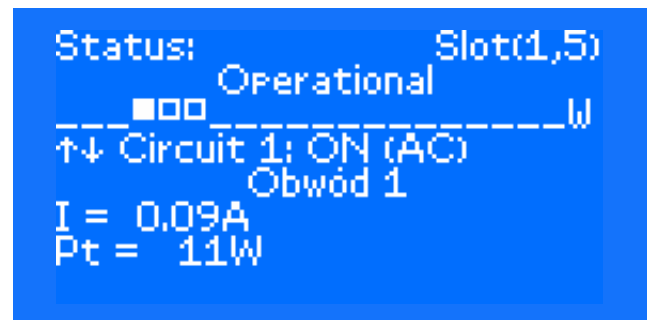 Status: Slot(1,5)
Operational
___■□□_______________W
↑↓ Circuit 1: ON (AC)
Obwód 1
I = 0.09A
Pt = 11W